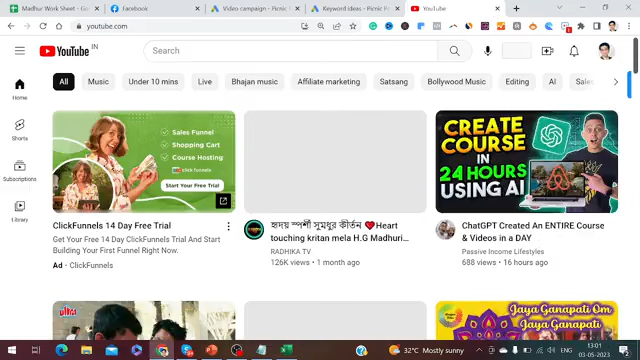 Madhur Work Sheet - Go
Facebook
Video campaign - Picnic
Keyword ideas - Picnic Po
YouTube
youtube.com
YouTube
IN
Search
All
Music
Under 10 mins
Live
Bhajan music
Affiliate marketing
Satsang
Bollywood Music
Editing
AI
Sales
Home
Shorts
Subscriptions
Library
Sales Funnel
Shopping Cart
Course Hosting
click funnels
Start Your Free Trial
CREATE
COURSE
IN
24 HOURS
USING AI
ClickFunnels 14 Day Free Trial
Get Your Free 14 Day ClickFunnels Trial And Start
Building Your First Funnel Right Now.
Ad · ClickFunnels
হৃদয় স্পর্শী সুমধুর কীর্তন ❤️Heart
touching kritan mela H.G Madhuri...
RADHIKA TV
126K views • 1 month ago
ChatGPT Created An ENTIRE Course
& Videos in a DAY
Passive Income Lifestyles
688 views • 16 hours ago
Jaya Ganapati Om
Jaya Ganapati
32°C Mostly sunny
ENG
13:01
03-05-2023